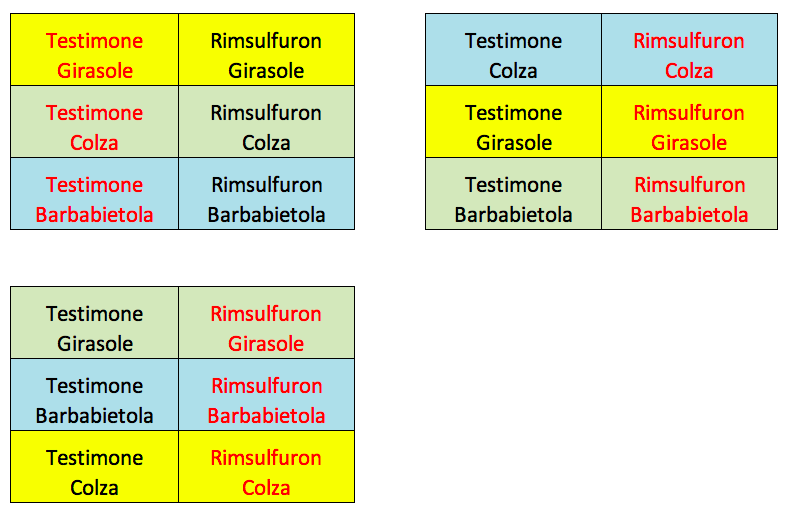 Testimone
Girasole
Rimsulfuron
Girasole
Testimone
Colza
Rimsulfuron
Colza
Testimone
Barbabietola
Rimsulfuron
Barbabietola
Testimone
Colza
Rimsulfuron
Colza
Testimone
Girasole
Rimsulfuron
Girasole
Testimone
Barbabietola
Rimsulfuron
Barbabietola
Testimone
Girasole
Rimsulfuron
Girasole
Testimone
Barbabietola
Rimsulfuron
Barbabietola
Testimone
Colza
Rimsulfuron
Colza